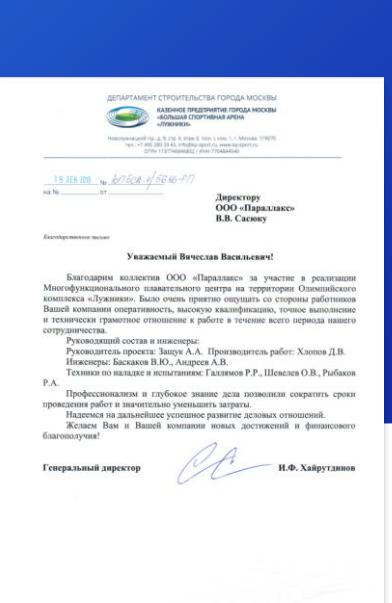 ДЕПАРТАМЕНТ СТРОИТЕЛЬСТВА ГОРОДА МОСКВЫ
КАЗЕННОЕ ПРЕДПРИЯТИЕ ГОРОДА МОСКВЫ
«БОЛЬШАЯ СПОРТИВНАЯ АРЕНА
«ЛУЖНИКИ»
на № от
Директору
ООО «Параллакс»
В.В. Сасюку
Благодарственное письмо
Уважаемый Вячеслав Васильевич!
Благодарим коллектив ООО «Параллакс» за участие в реализации
Многофункционального плавательного центра на территории Олимпийского
комплекса «Лужники». Было очень приятно ощущать со стороны работников
Вашей компании оперативность, высокую квалификацию, точное выполнение
и технически грамотное отношение к работе в течение всего периода нашего
сотрудничества.
Руководящий состав и инженеры:
Руководитель проекта: Защук А.А. Производитель работ: Хлопов Д.В.
Инженеры: Баскаков В.Ю., Андреев А.В.
Техники по наладке и испытаниям: Галлямов Р.Р., Шевелев О.В., Рыбаков
Р.А.
Профессионализм и глубокое знание дела позволили сократить сроки
проведения работ и значительно уменьшить затраты.
Надеемся на дальнейшее успешное развитие деловых отношений.
Желаем Вам и Вашей компании новых достижений и финансового
благополучия!
Генеральный директор И.Ф. Хайрутдинов